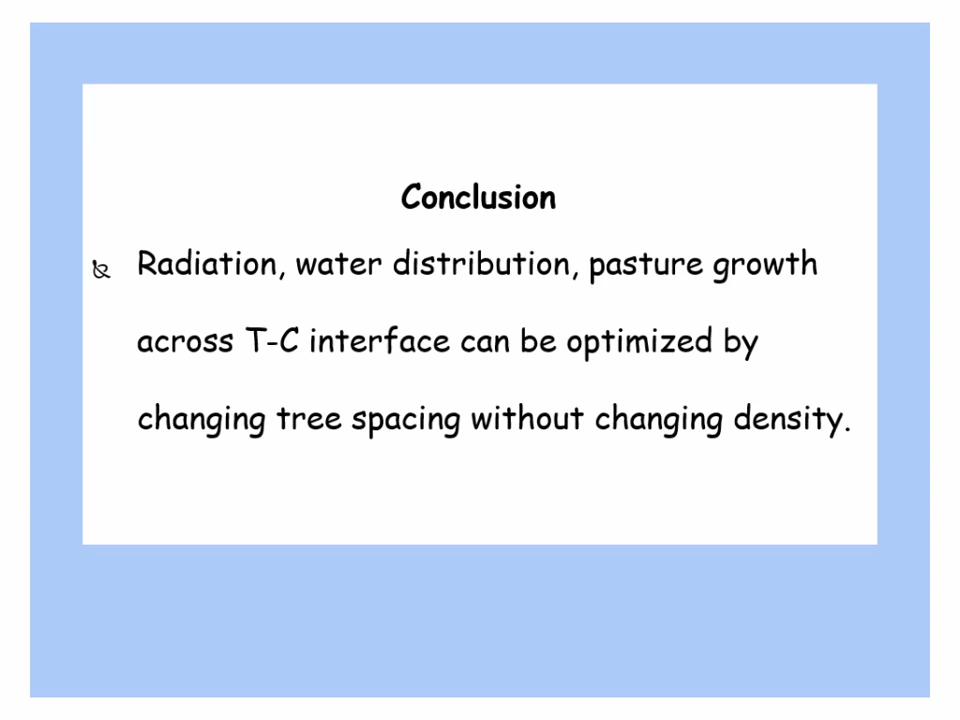 Conclusion
Radiation, water distribution, pasture growth
across T-C interface can be optimized by
changing tree spacing without changing density.